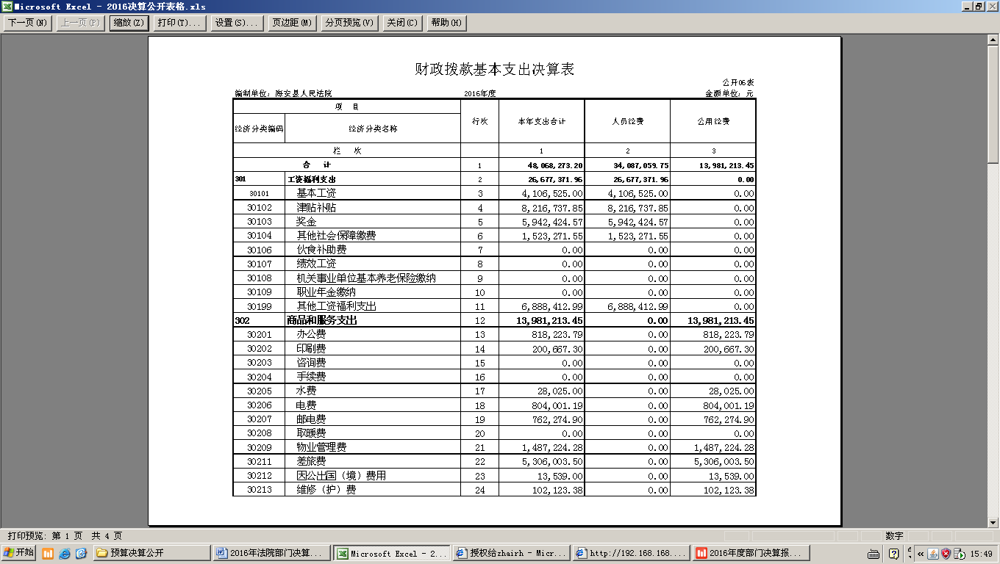 Microsoft Excel - 2016决算公开表格.xls
下一页(N) 上一页(P) 缩放(Z) 打印(T)... 设置(S)... 页边距(M) 分页预览(V) 关闭(C) 帮助(H)
财政拨款基本支出决算表
公开06表
编制单位：海安县人民法院 2016年度 金额单位：元
项 目 行次 本年支出合计 人员经费 公用经费
经济分类编码 经济分类名称
栏 次 1 2 3
合 计 1 48,068,273.20 34,087,059.75 13,981,213.45
301 工资福利支出 2 26,677,371.96 26,677,371.96 0.00
30101 基本工资 3 4,106,525.00 4,106,525.00 0.00
30102 津贴补贴 4 8,216,737.85 8,216,737.85 0.00
30103 奖金 5 5,942,424.57 5,942,424.57 0.00
30104 其他社会保障缴费 6 1,523,271.55 1,523,271.55 0.00
30106 伙食补助费 7 0.00 0.00 0.00
30107 绩效工资 8 0.00 0.00 0.00
30108 机关事业单位基本养老保险缴纳 9 0.00 0.00 0.00
30109 职业年金缴纳 10 0.00 0.00 0.00
30199 其他工资福利支出 11 6,888,412.99 6,888,412.99 0.00
302 商品和服务支出 12 13,981,213.45 0.00 13,981,213.45
30201 办公费 13 818,223.79 0.00 818,223.79
30202 印刷费 14 200,667.30 0.00 200,667.30
30203 咨询费 15 0.00 0.00 0.00
30204 手续费 16 0.00 0.00 0.00
30205 水费 17 28,025.00 0.00 28,025.00
30206 电费 18 804,001.19 0.00 804,001.19
30207 邮电费 19 762,274.90 0.00 762,274.90
30208 取暖费 20 0.00 0.00 0.00
30209 物业管理费 21 1,487,224.28 0.00 1,487,224.28
30211 差旅费 22 5,306,003.50 0.00 5,306,003.50
30212 因公出国（境）费用 23 13,539.00 0.00 13,539.00
30213 维修（护）费 24 102,123.38 0.00 102,123.38
打印预览: 第 1 页 共 4 页 数字
开始 预算决算公开 2016年法院部门决算... Microsoft Excel - 2... 授权给zhairh - Micr... http://192.168.168.... 2016年度部门决算报... 15:49